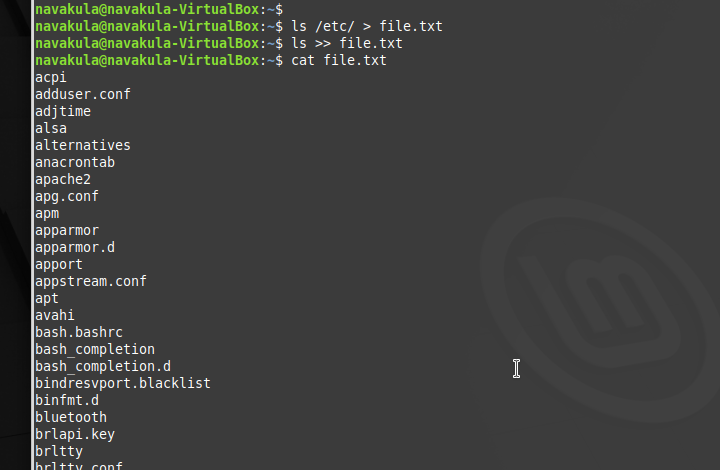 navakula@navakula-VirtualBox:~$
navakula@navakula-VirtualBox:~$ ls /etc/ > file.txt
navakula@navakula-VirtualBox:~$ ls >> file.txt
navakula@navakula-VirtualBox:~$ cat file.txt
acpi
adduser.conf
adjtime
alsa
alternatives
anacrontab
apache2
apg.conf
apm
apparmor
apparmor.d
apport
appstream.conf
apt
avahi
bash.bashrc
bash_completion
bash_completion.d
bindresvport.blacklist
binfmt.d
bluetooth
brlapi.key
brltty
brltty.conf